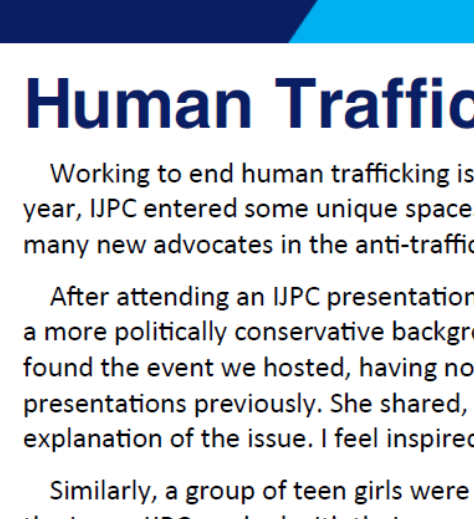 Human Traffic
Working to end human trafficking is
year, IJPC entered some unique space
many new advocates in the anti-traffic
After attending an IJPC presentation
a more politically conservative backgr
found the event we hosted, having no
presentations previously. She shared,
explanation of the issue. I feel inspired
Similarly, a group of teen girls were